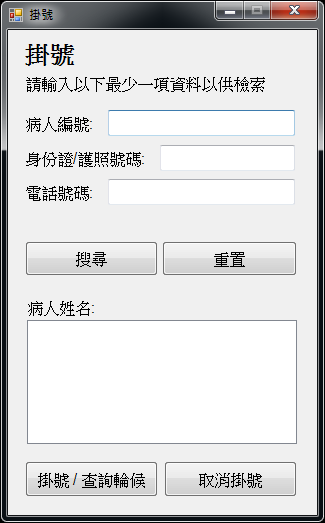 掛號
掛號
請輸入以下最少一項資料以供檢索
病人編號:
身份證/護照號碼:
電話號碼:
搜尋 重置
病人姓名:
掛號 / 查詢輪候 取消掛號